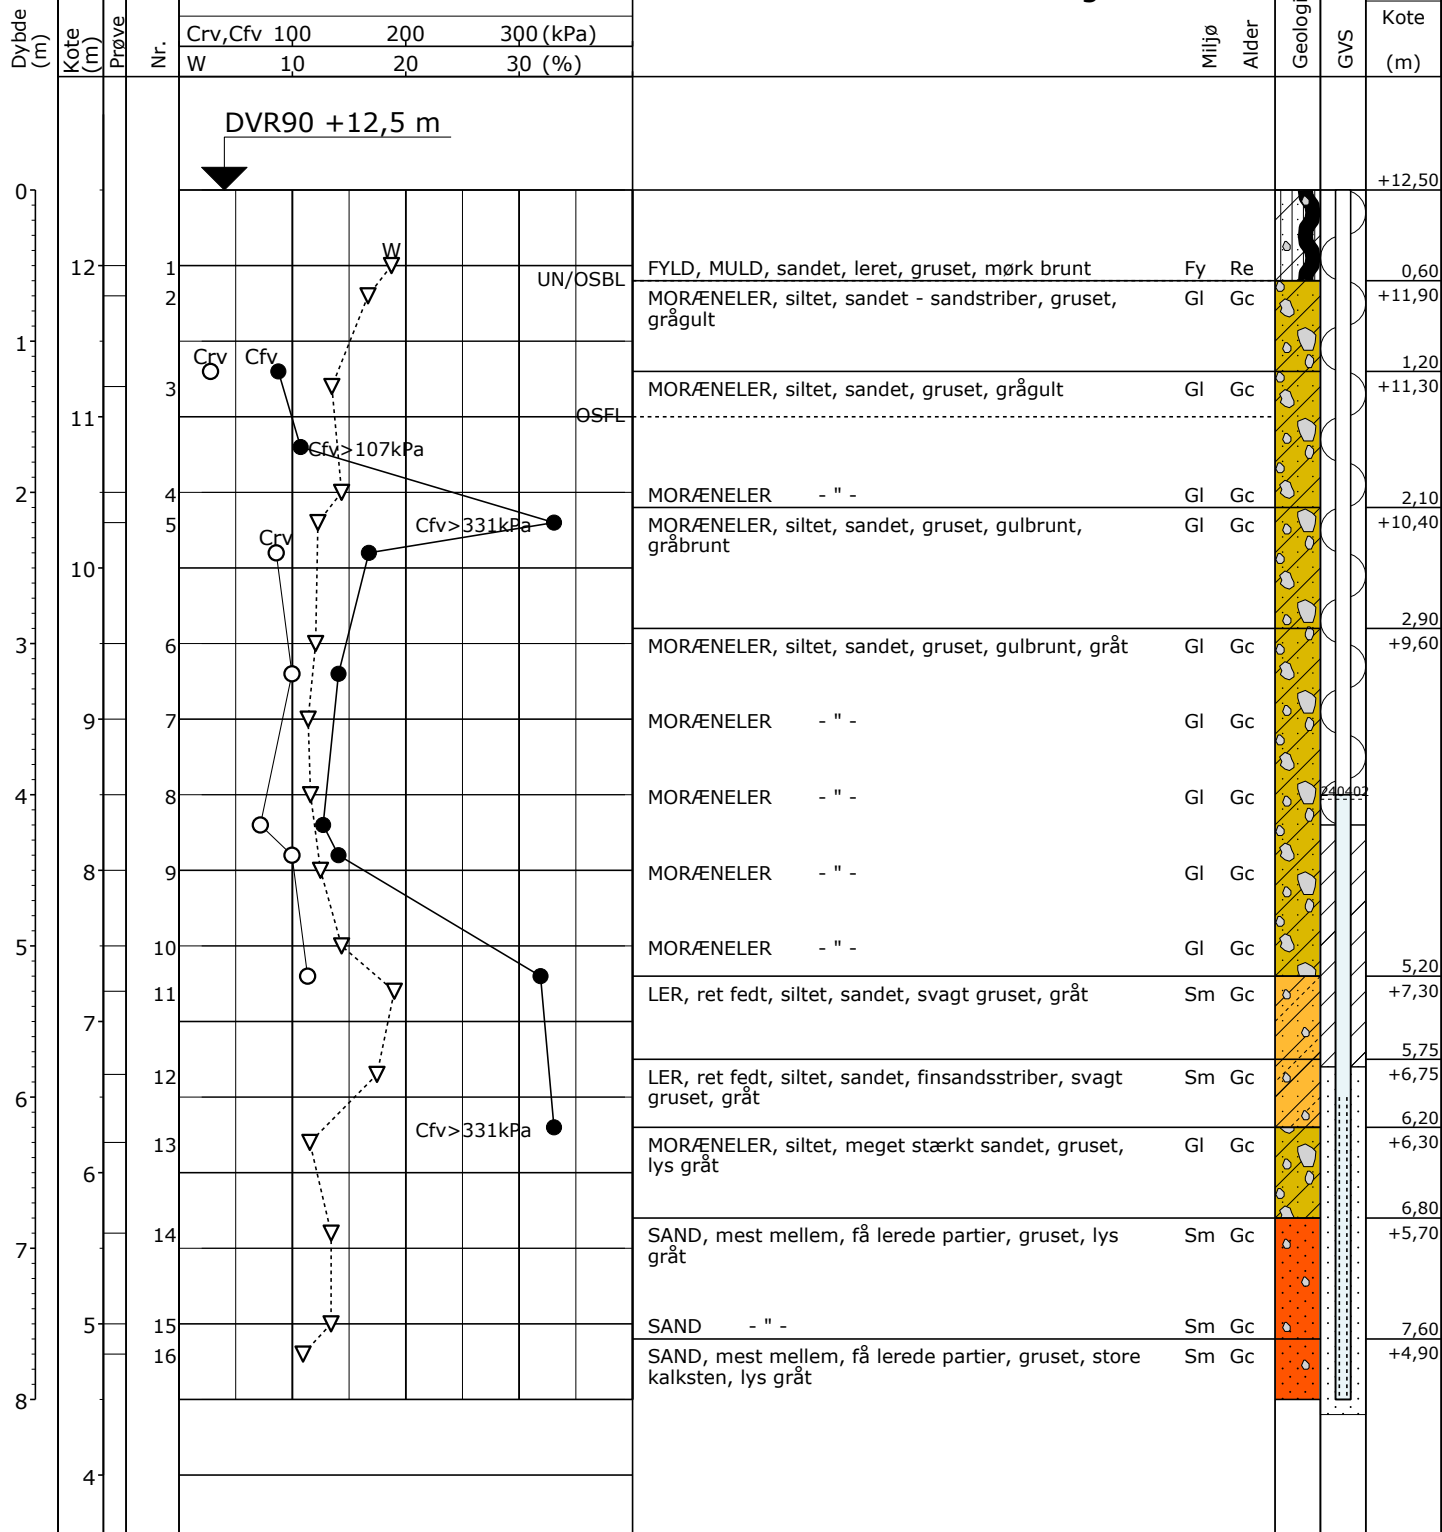 Dybde (m)
Kote (m)
Prøve
Nr.
Crv,Cfv 100 200 300 (kPa)
W 10 20 30 (%)
Miljø
Alder
Geologi
GVS
Kote
(m)
DVR90 +12,5 m
0
+12,50
W
12 1 FYLD, MULD, sandet, leret, gruset, mørk brunt Fy Re 0,60
UN/OSBL
2 MORÆNELER, siltet, sandet - sandstriber, gruset, Gl Gc +11,90
grågult
1
Crv Cfv 1,20
3 MORÆNELER, siltet, sandet, gruset, grågult Gl Gc +11,30
11 OSFL
Cfv>107kPa
2 4 MORÆNELER - " - Gl Gc 2,10
5 Cfv>331kPa MORÆNELER, siltet, sandet, gruset, gulbrunt, Gl Gc +10,40
Crv gråbrunt
10
2,90
3 6 MORÆNELER, siltet, sandet, gruset, gulbrunt, gråt Gl Gc +9,60
9 7 MORÆNELER - " - Gl Gc
240402
4 8 MORÆNELER - " - Gl Gc
8 9 MORÆNELER - " - Gl Gc
5 10 MORÆNELER - " - Gl Gc
5,20
11 LER, ret fedt, siltet, sandet, svagt gruset, gråt Sm Gc +7,30
7
5,75
12 LER, ret fedt, siltet, sandet, finsandsstriber, svagt Sm Gc +6,75
6 gruset, gråt
6,20
Cfv>331kPa
13 MORÆNELER, siltet, meget stærkt sandet, gruset, Gl Gc +6,30
6 lys gråt
6,80
14 SAND, mest mellem, få lerede partier, gruset, lys Sm Gc +5,70
7 gråt
5 15 SAND - " - Sm Gc 7,60
16 SAND, mest mellem, få lerede partier, gruset, store Sm Gc +4,90
kalksten, lys gråt
8
4